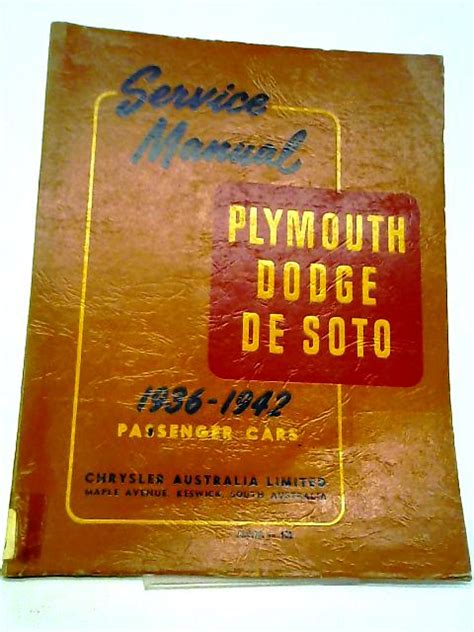 Service
Manual
PLYMOUTH
DODGE
DE SOTO
1936-1942
PASSENGER CARS
CHRYSLER AUSTRALIA LIMITED
MAPLE AVENUE, KESWICK, SOUTH AUSTRALIA